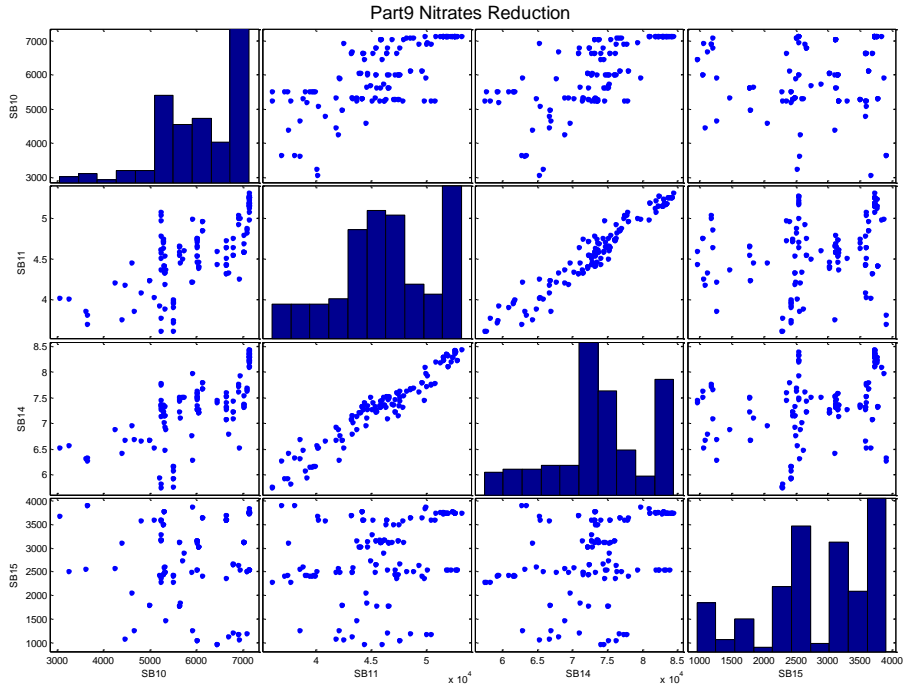 Part9 Nitrates Reduction
7000
6000
5000
4000
3000
SB10
5
4.5
4
SB11
8.5
8
7.5
7
6.5
6
SB14
4000
3500
3000
2500
2000
1500
1000
SB15
3000 4000 5000 6000 7000
SB10
4 4.5 5
SB11
x 10^4
6 6.5 7 7.5 8 8.5
SB14
x 10^4
1000 1500 2000 2500 3000 3500 4000
SB15